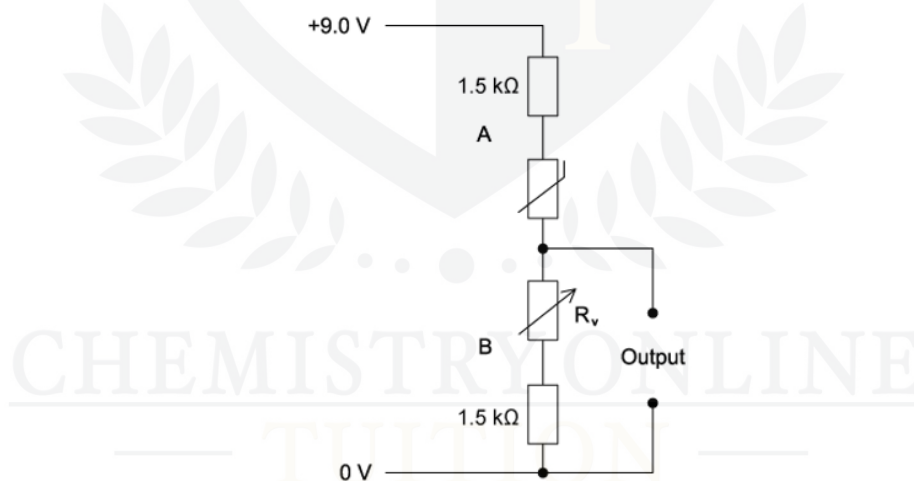 +9.0 V
1.5 kΩ
A
Rv
B
Output
1.5 kΩ
0 V
CHEMISTRY ONLINE
TUITION